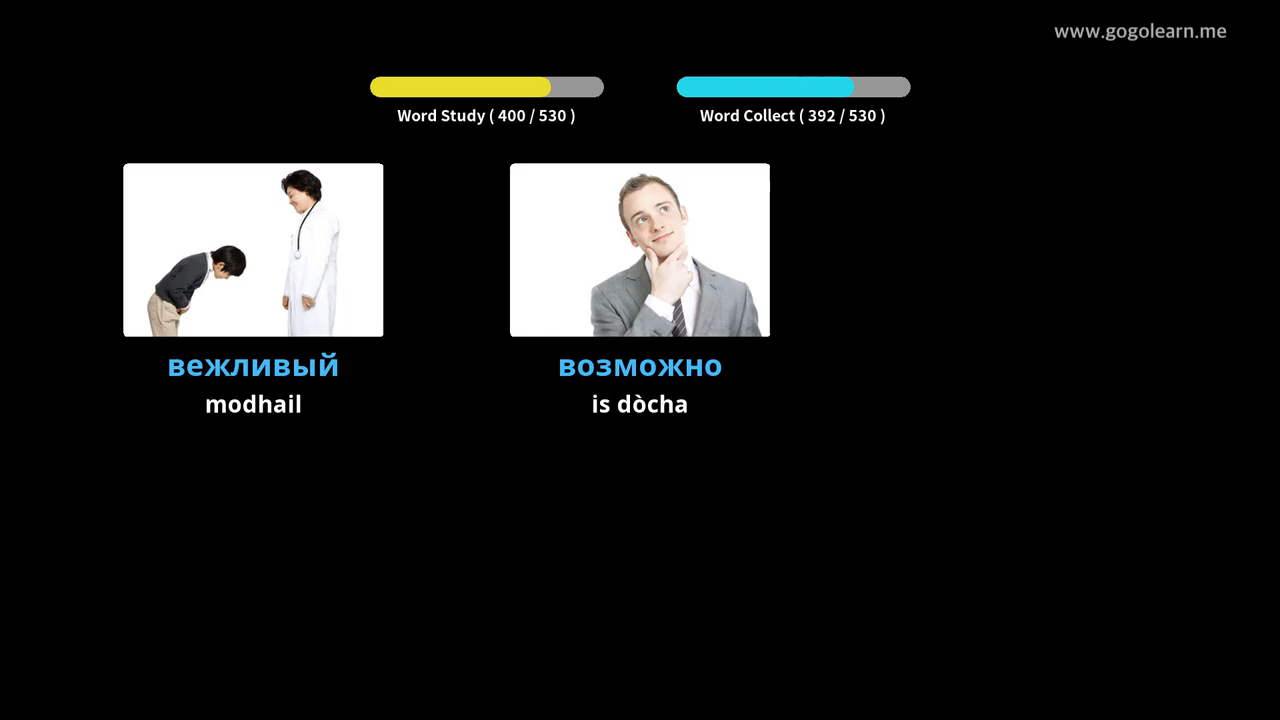 www.gogolearn.me
Word Study ( 400 / 530 )
Word Collect ( 392 / 530 )
вежливый
modhail
возможно
is dòcha